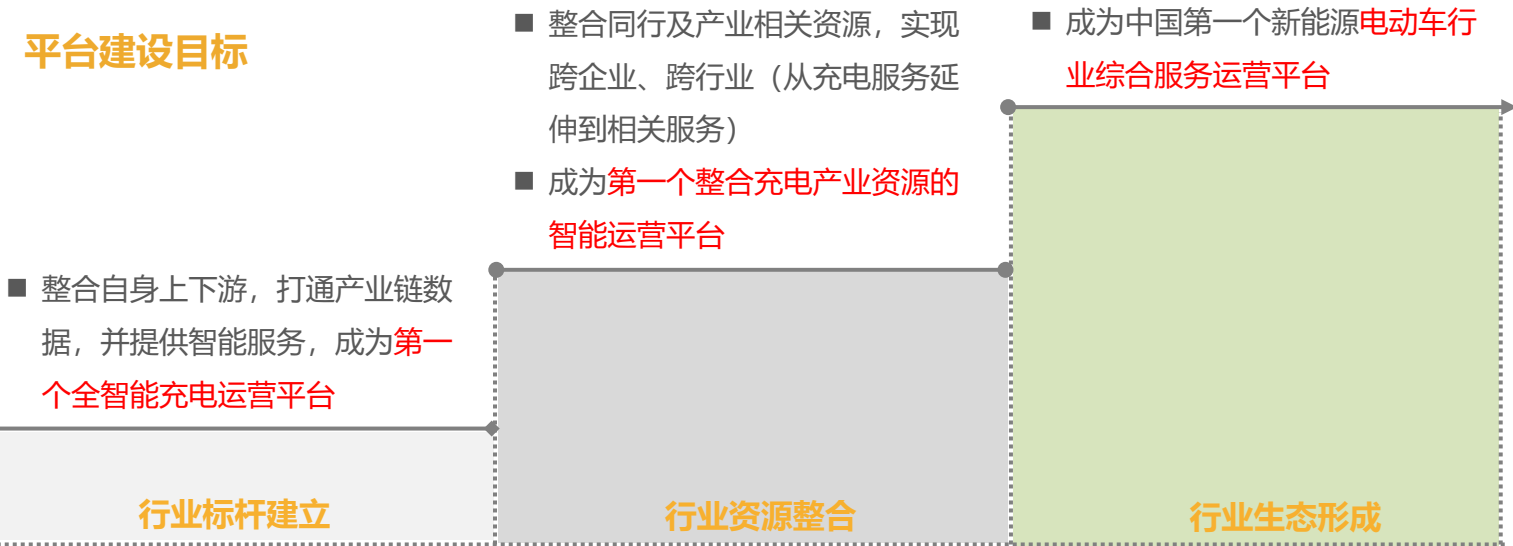 平台建设目标
■ 整合自身上下游，打通产业链数
据，并提供智能服务，成为第一
个全智能充电运营平台
行业标杆建立
■ 整合同行及产业相关资源，实现
跨企业、跨行业（从充电服务延
伸到相关服务）
■ 成为第一个整合充电产业资源的
智能运营平台
行业资源整合
■ 成为中国第一个新能源电动车行
业综合服务运营平台
行业生态形成